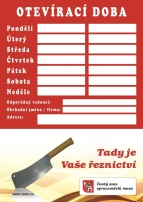 OTEVÍRACÍ DOBA
Pondělí
Úterý
Středa
Čtvrtek
Pátek
Sobota
Neděle
Odpovědný vedoucí:
Obchodní jméno / firma:
Adresa:
Tady je
Vaše řeznictví
Český svaz
zpracovatelů masa